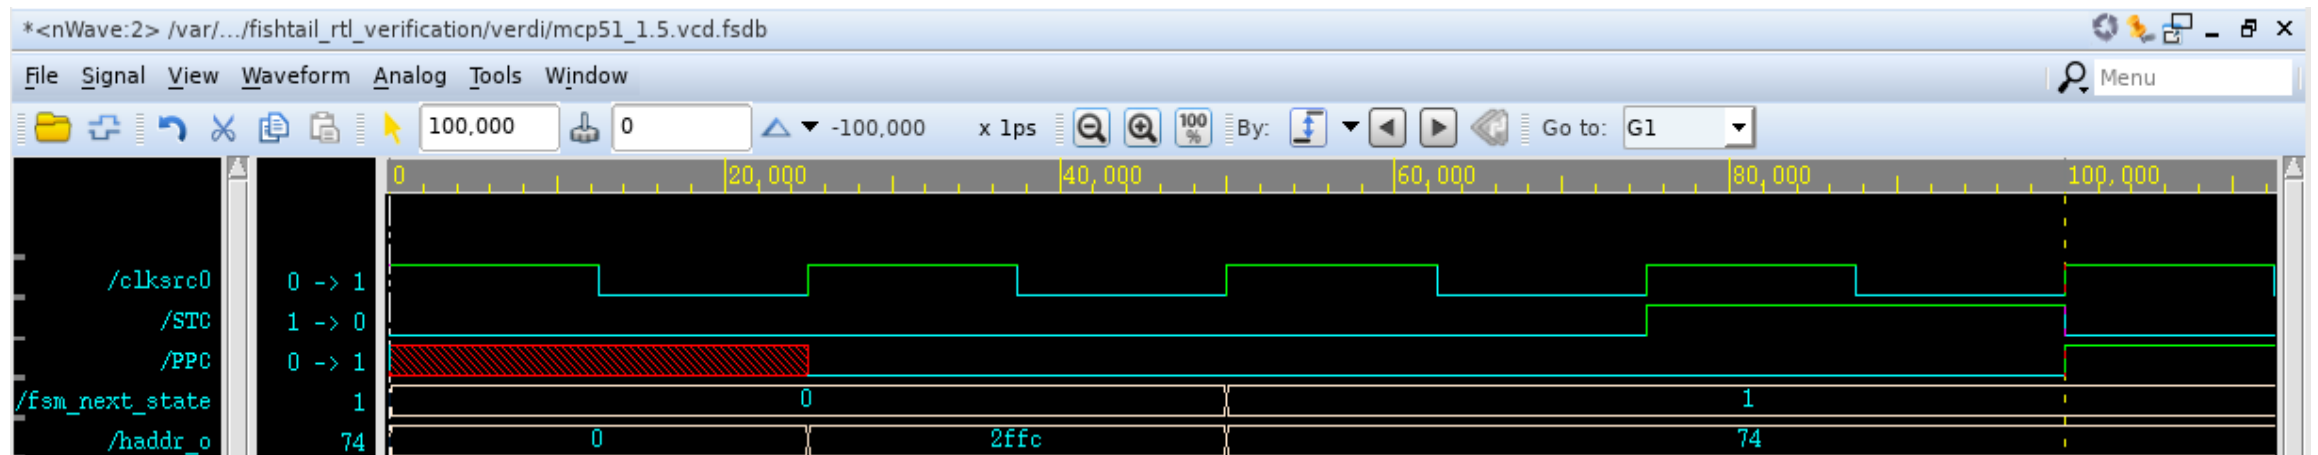 *<nWave:2> /var/.../fishtail_rtl_verification/verdi/mcp51_1.5.vcd.fsdb
File Signal View Waveform Analog Tools Window Menu
100,000 0 -100,000 x 1ps 100% By: Go to: G1
0 20,000 40,000 60,000 80,000 100,000
/clksrc0 0 -> 1
/STC 1 -> 0
/PPC 0 -> 1
/fsm_next_state 1 0 1
/haddr_o 74 0 2ffc 74